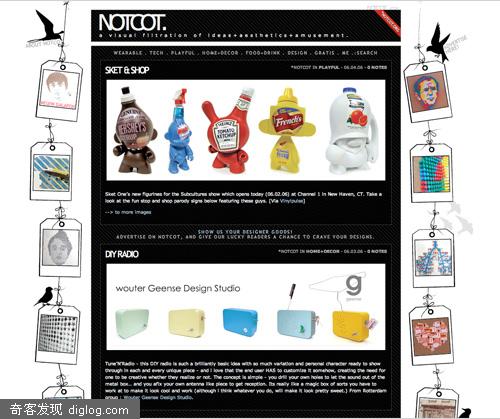 NOTCOT.
a visual filtration of ideas+aesthetics+amusement.
NOTCOT.ORG
ABOUT NOTCOT
ADVERTISE HERE!
WEARABLE . TECH . PLAYFUL . HOME+DECOR . FOOD+DRINK . DESIGN . GRATIS . ME .:SEARCH
SKET & SHOP
*NOTCOT IN PLAYFUL - 06.04.06 - 0 NOTES
HERSHEY'S
HEINZ
TOMATO KETCHUP
French's
Sket One's new figurines for the Subcultures show which opens today (06.02.06) at Channel 1 in New Haven, CT. Take a
look at the fun stop and shop parody signs below featuring these guys. [Via Vinylpulse]
--> to more images
SHOW US YOUR DESIGNER GOODS!
ADVERTISE ON NOTCOT, AND GIVE OUR LUCKY READERS A CHANCE TO CRAVE YOUR DESIGNS.
DIY RADIO
*NOTCOT IN HOME+DECOR - 06.03.06 - 0 NOTES
wouter Geense Design Studio
g
geense
Tune'N'Radio - this DIY radio is such a brilliantly basic idea with so much variation and personal character ready to show
through in each and every unique piece - and I love that the end user HAS to customize it somehow, creating the need for
one to be creative whether they realize or not. The concept is simple - you drill your own holes to let the sound out of the
metal box... and you afix your own antenna like piece to get reception. Its really like a magic box of sorts you have to
work at to make it look cool and work (although i think whatever you do, will make it look pretty sweet.) From Rotterdam
group : Wouter Geense Design Studio.
奇客发现 diglog.com